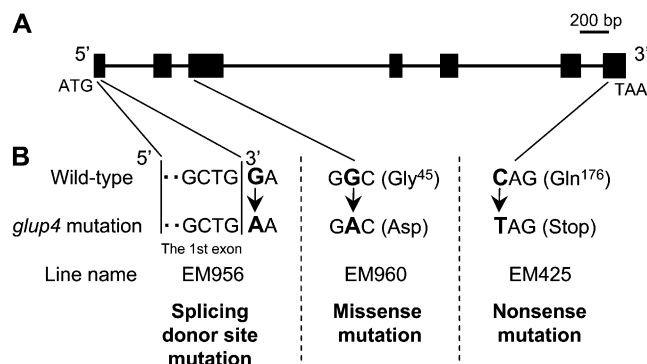 A
200 bp
5' 3'
ATG TAA
B
5' 3'
Wild-type ··GCTG GA GGC (Gly45) CAG (Gln176)
glup4 mutation ··GCTG AA GAC (Asp) TAG (Stop)
The 1st exon
Line name EM956 EM960 EM425
Splicing Missense Nonsense
donor site mutation mutation
mutation